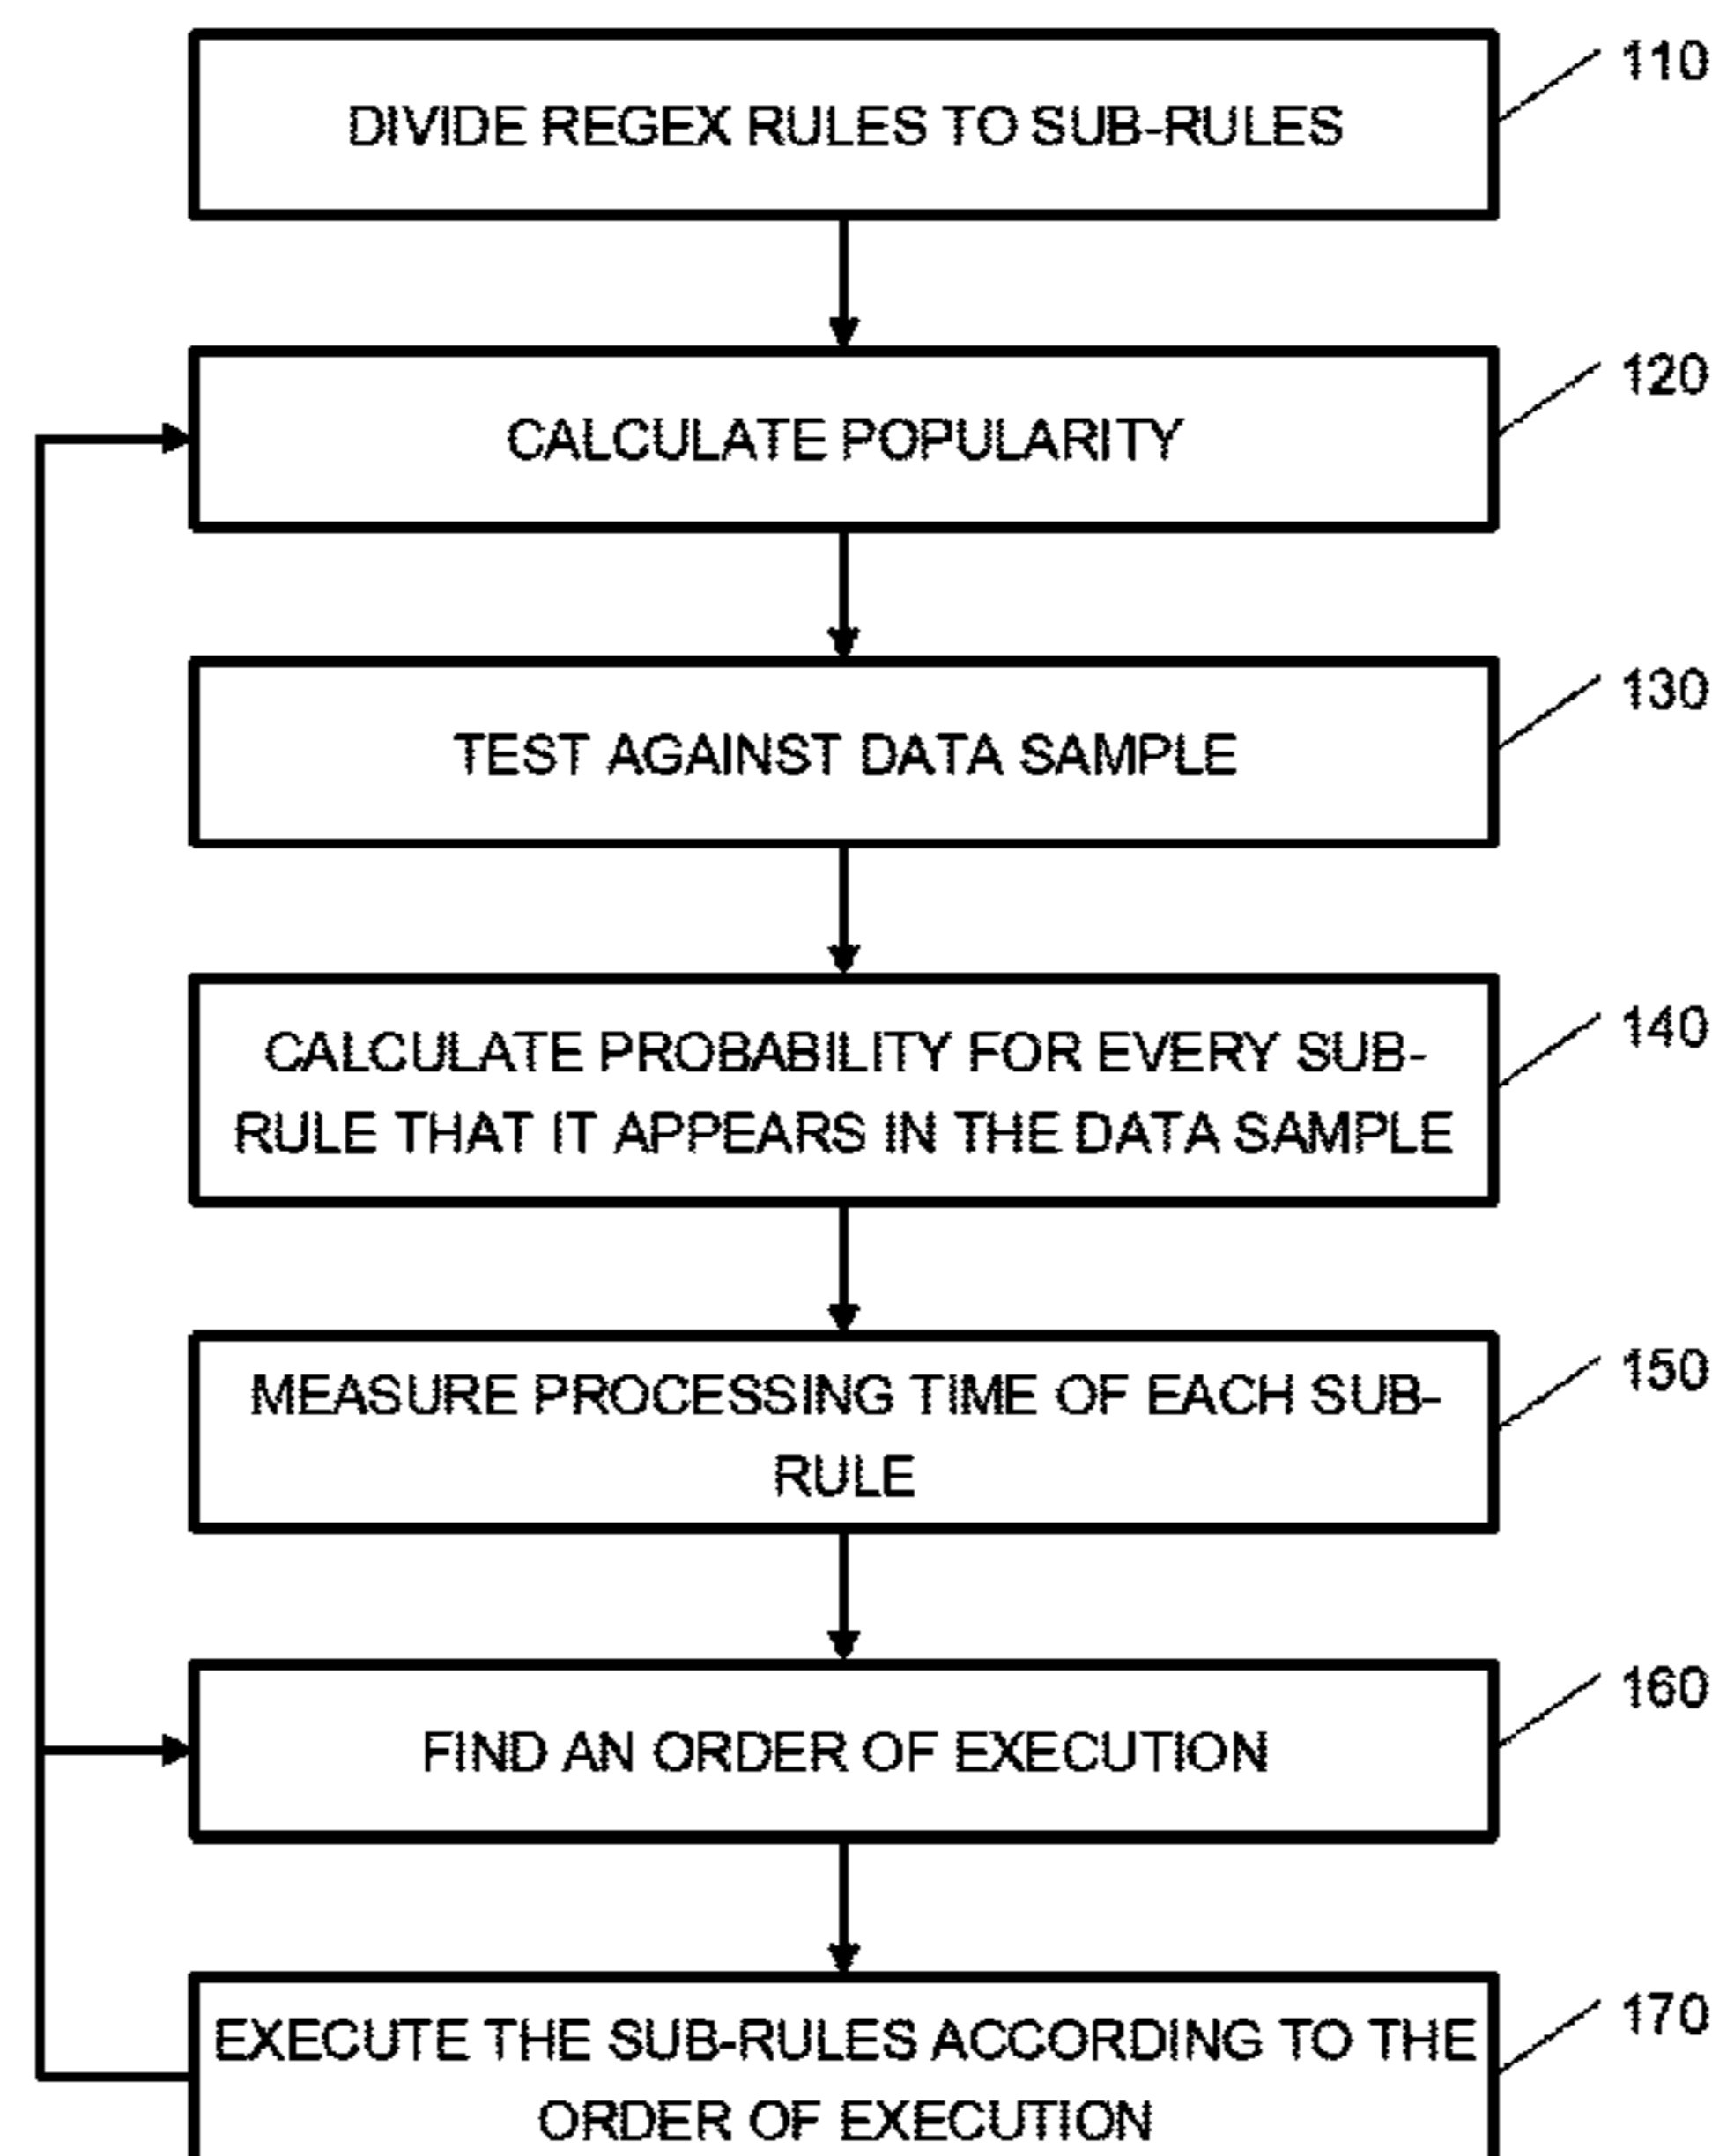 110
DIVIDE REGEX RULES TO SUB-RULES
120
CALCULATE POPULARITY
130
TEST AGAINST DATA SAMPLE
140
CALCULATE PROBABILITY FOR EVERY SUB-
RULE THAT IT APPEARS IN THE DATA SAMPLE
150
MEASURE PROCESSING TIME OF EACH SUB-
RULE
160
FIND AN ORDER OF EXECUTION
170
EXECUTE THE SUB-RULES ACCORDING TO THE
ORDER OF EXECUTION